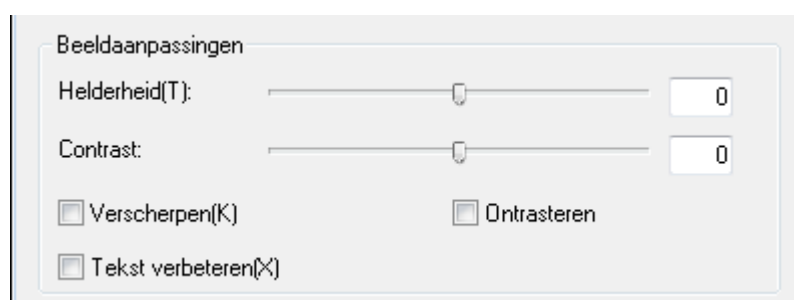 Beeldaanpassingen
Helderheid(T): 0
Contrast: 0
Verscherpen(K) Ontrasteren
Tekst verbeteren(X)